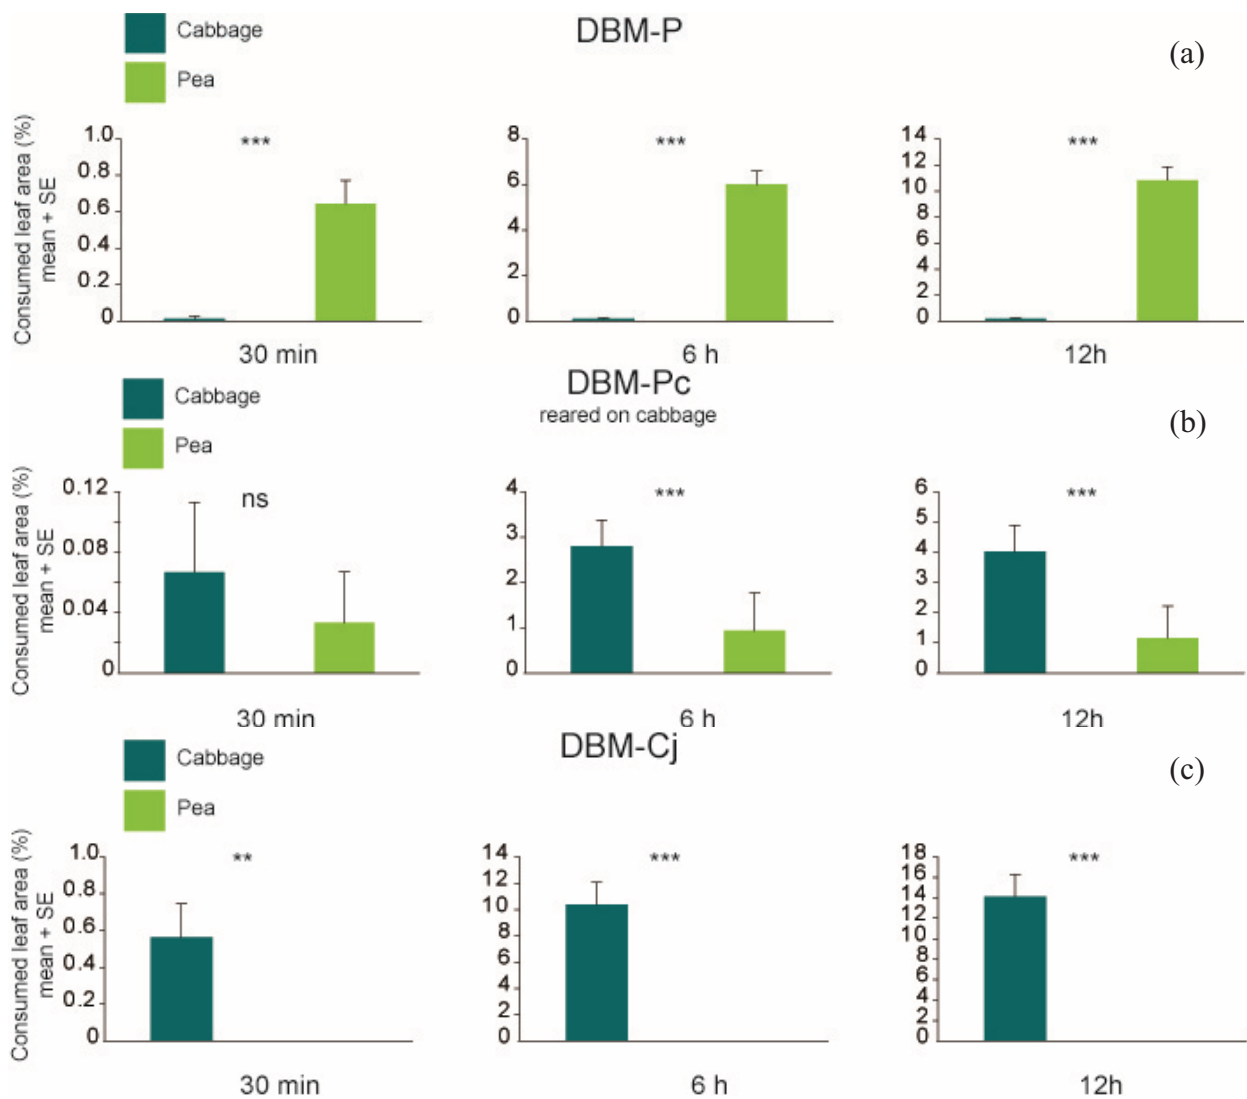 Cabbage
Pea
DBM-P
(a)
Consumed leaf area (%)
mean + SE
1.0
0.8
0.6
0.4
0.2
0
***
30 min
8
6
4
2
0
***
6 h
14
12
10
8
6
4
2
0
***
12h
Cabbage
Pea
DBM-Pc
reared on cabbage
(b)
Consumed leaf area (%)
mean + SE
0.12
0.08
0.04
0
ns
30 min
4
3
2
1
0
***
6 h
6
5
4
3
2
1
0
***
12h
Cabbage
Pea
DBM-Cj
(c)
Consumed leaf area (%)
mean + SE
1.0
0.8
0.6
0.4
0.2
0
**
30 min
14
12
10
8
6
4
2
0
***
6 h
18
16
14
12
10
8
6
4
2
0
***
12h